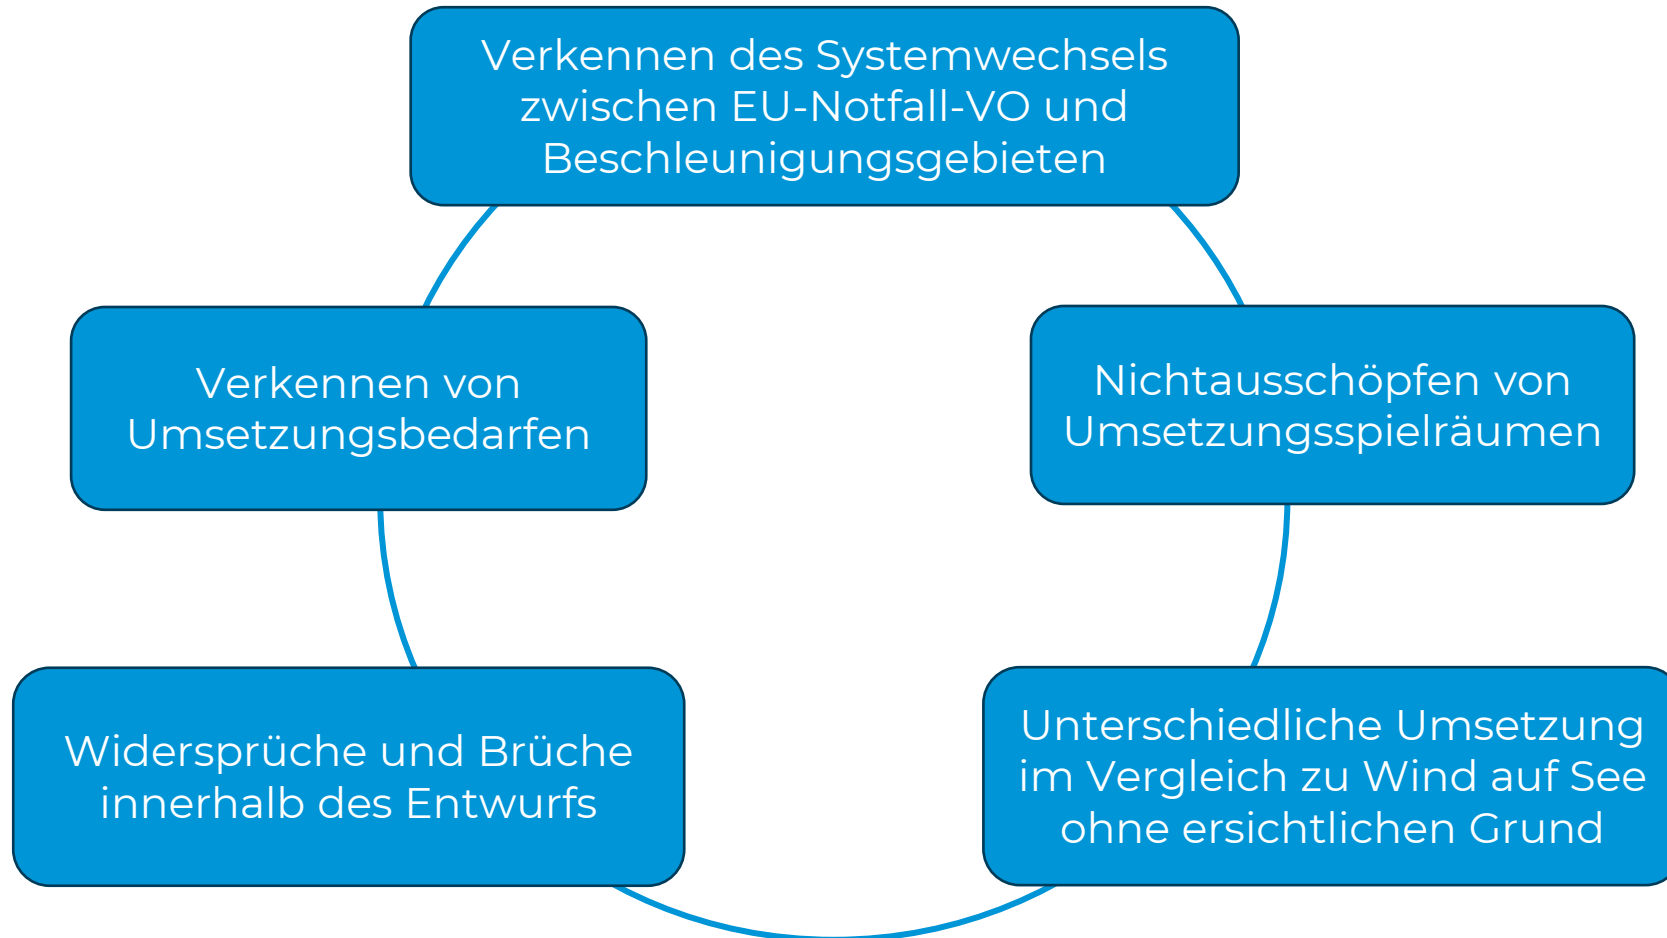 Verkennen des Systemwechsels
zwischen EU-Notfall-VO und
Beschleunigungsgebieten
Verkennen von
Umsetzungsbedarfen
Nichtausschöpfen von
Umsetzungsspielräumen
Widersprüche und Brüche
innerhalb des Entwurfs
Unterschiedliche Umsetzung
im Vergleich zu Wind auf See
ohne ersichtlichen Grund